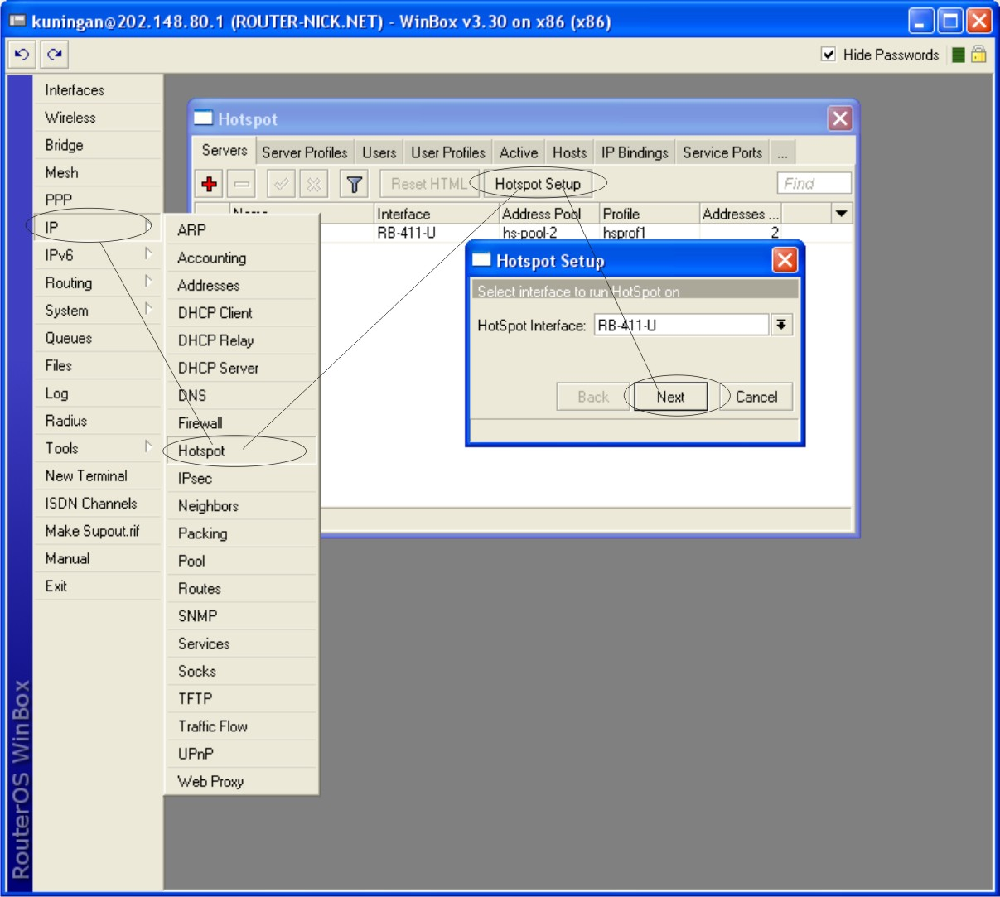 kuningan@202.148.80.1 (ROUTER-NICK.NET) - WinBox v3.30 on x86 (x86)
Hide Passwords
Interfaces
Wireless
Bridge
Mesh
PPP
IP
IPv6
Routing
System
Queues
Files
Log
Radius
Tools
New Terminal
ISDN Channels
Make Supout.rif
Manual
Exit
RouterOS WinBox
ARP
Accounting
Addresses
DHCP Client
DHCP Relay
DHCP Server
DNS
Firewall
Hotspot
IPsec
Neighbors
Packing
Pool
Routes
SNMP
Services
Socks
TFTP
Traffic Flow
UPnP
Web Proxy
Hotspot
Servers Server Profiles Users User Profiles Active Hosts IP Bindings Service Ports ...
Reset HTML Hotspot Setup Find
Name Interface Address Pool Profile Addresses ...
RB-411-U hs-pool-2 hsprof1 2
Hotspot Setup
Select interface to run HotSpot on
HotSpot Interface: RB-411-U
Back Next Cancel